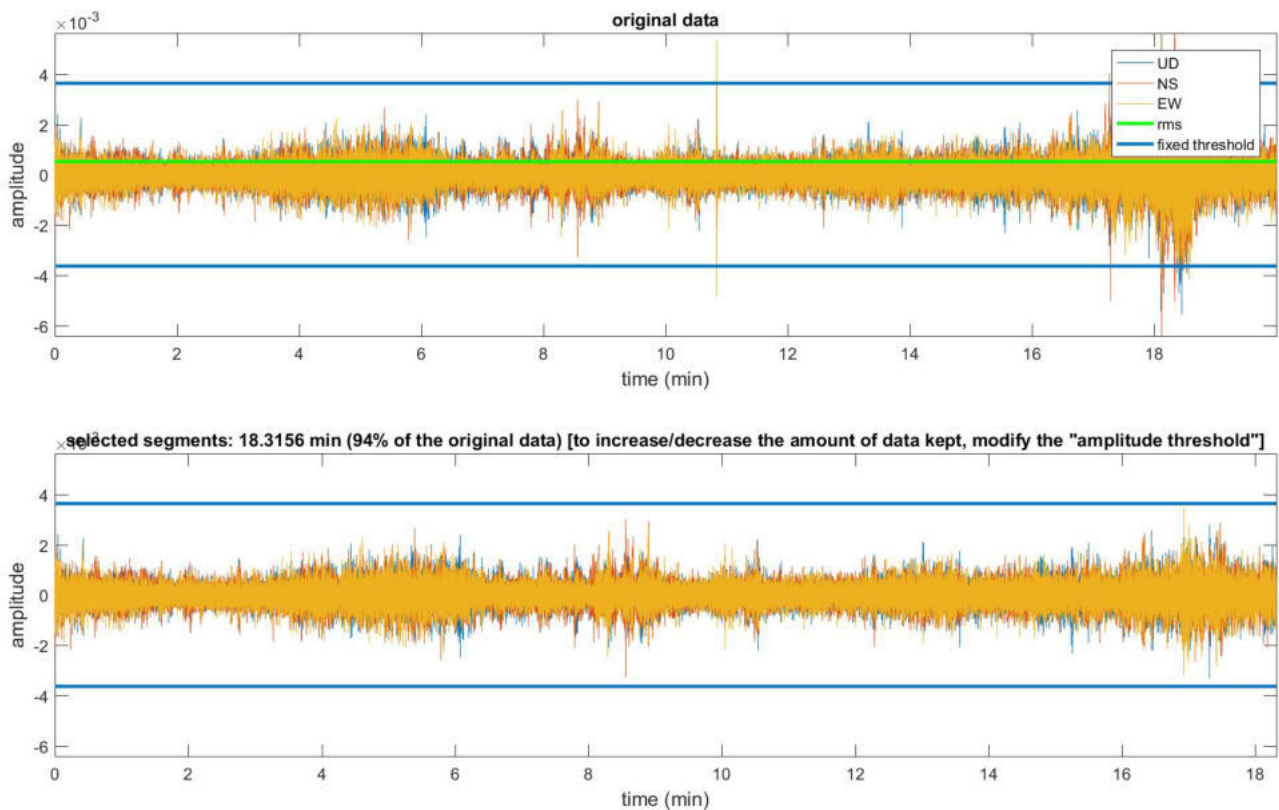 original data
×10-3
4
2
0
-2
-4
-6
amplitude
UD
NS
EW
rms
fixed threshold
0 2 4 6 8 10 12 14 16 18
time (min)
selected segments: 18.3156 min (94% of the original data) [to increase/decrease the amount of data kept, modify the "amplitude threshold"]
4
2
0
-2
-4
-6
amplitude
0 2 4 6 8 10 12 14 16 18
time (min)